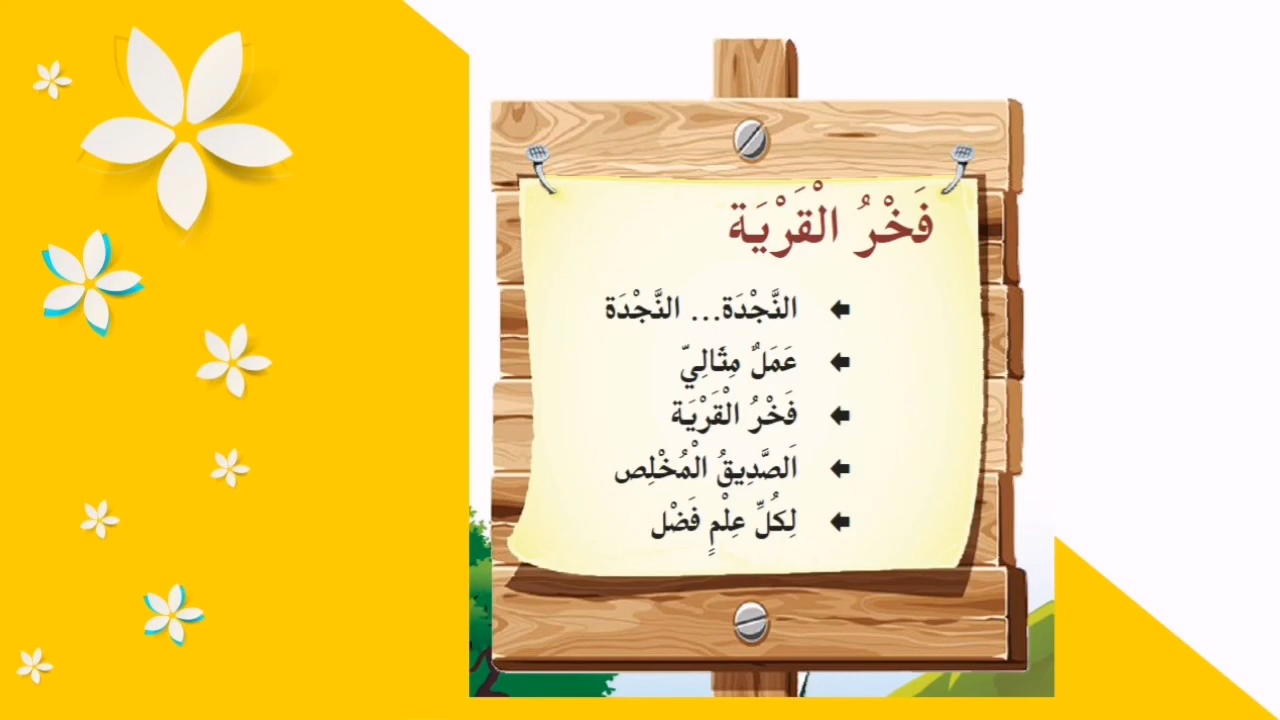 فَخْرُ الْقَرْيَة
النَّجْدَة... النَّجْدَة
عَمَلٌ مِثَالِيّ
فَخْرُ الْقَرْيَة
اَلصَّدِيقُ الْمُخْلِص
لِكُلِّ عِلْمٍ فَضْل